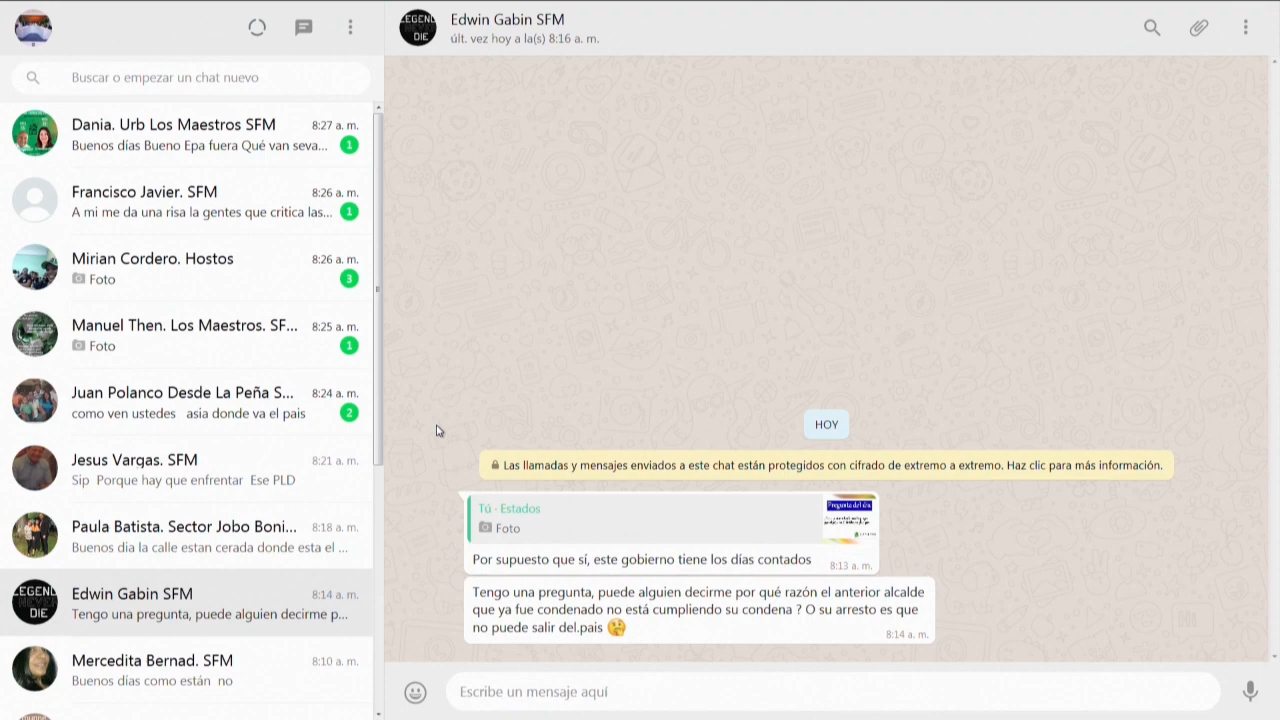 Buscar o empezar un chat nuevo
Dania. Urb Los Maestros SFM
8:27 a. m.
Buenos días Bueno Epa fuera Qué van seva...
1
Francisco Javier. SFM
8:26 a. m.
A mi me da una risa la gentes que critica las...
1
Mirian Cordero. Hostos
8:26 a. m.
Foto
3
Manuel Then. Los Maestros. SF...
8:25 a. m.
Foto
1
Juan Polanco Desde La Peña S...
8:24 a. m.
como ven ustedes asia donde va el pais
2
Jesus Vargas. SFM
8:21 a. m.
Sip Porque hay que enfrentar Ese PLD
Paula Batista Sector Jobo Boni...
8:18 a. m.
Buenos dia la calle estan cerada donde esta el ...
LEGEND
NEVER
DIE
Edwin Gabin SFM
8:14 a. m.
Tengo una pregunta, puede alguien decirme p...
Mercedita Bernad. SFM
8:10 a. m.
Buenos días como están no
LEGEND
NEVER
DIE
Edwin Gabin SFM
últ. vez hoy a la(s) 8:16 a. m.
HOY
Las llamadas y mensajes enviados a este chat están protegidos con cifrado de extremo a extremo. Haz clic para más información.
Tú · Estados
Foto
Pregunta del día
Por supuesto que sí, este gobierno tiene los días contados
8:13 a. m.
Tengo una pregunta, puede alguien decirme por qué razón el anterior alcalde
que ya fue condenado no está cumpliendo su condena ? O su arresto es que
no puede salir del.pais 🤔
8:14 a. m.
Escribe un mensaje aquí